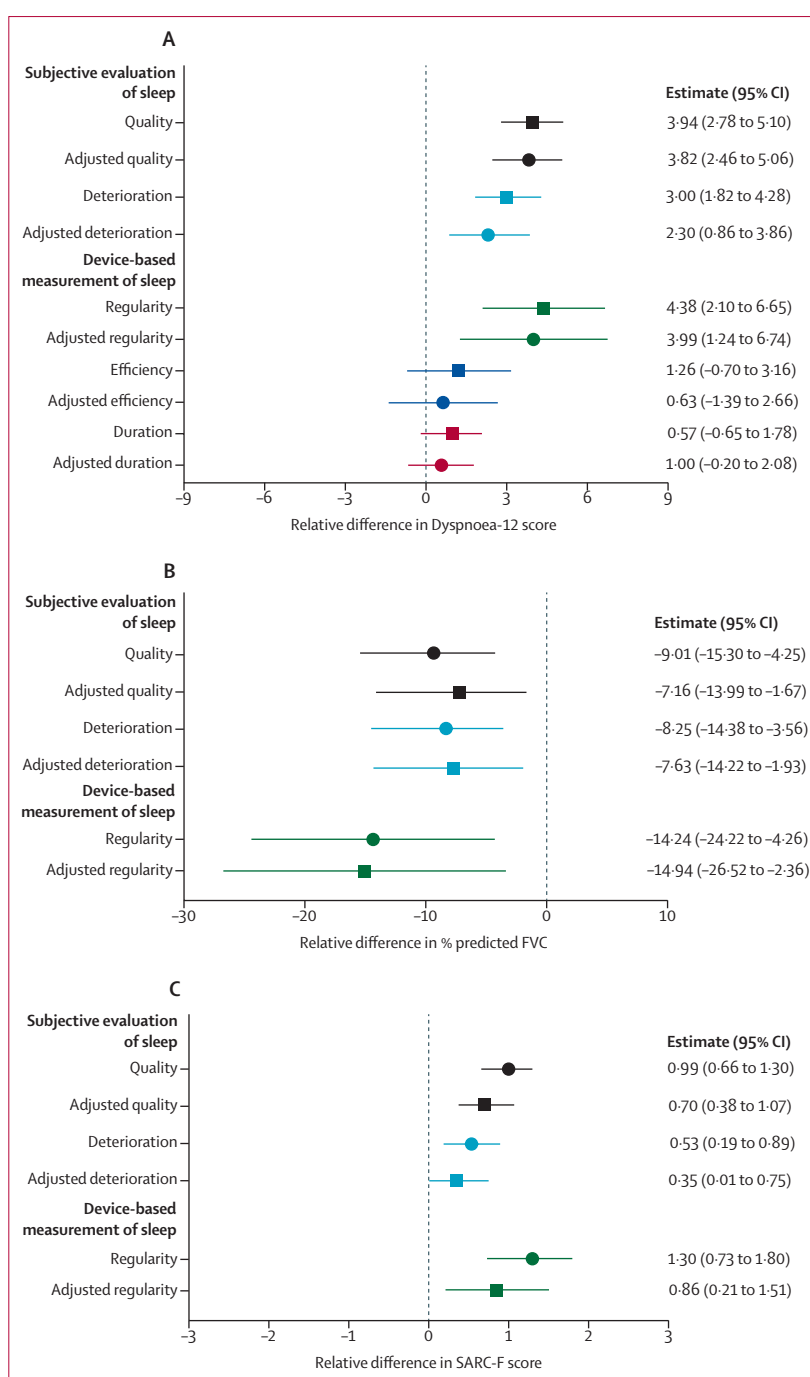 A
Subjective evaluation
of sleep
Estimate (95% CI)
Quality
3·94 (2·78 to 5·10)
Adjusted quality
3·82 (2·46 to 5·06)
Deterioration
3·00 (1·82 to 4·28)
Adjusted deterioration
2·30 (0·86 to 3·86)
Device-based
measurement of sleep
Regularity
4·38 (2·10 to 6·65)
Adjusted regularity
3·99 (1·24 to 6·74)
Efficiency
1·26 (–0·70 to 3·16)
Adjusted efficiency
0·63 (–1·39 to 2·66)
Duration
0·57 (–0·65 to 1·78)
Adjusted duration
1·00 (–0·20 to 2·08)
–9 –6 –3 0 3 6 9
Relative difference in Dyspnoea-12 score
B
Subjective evaluation
of sleep
Estimate (95% CI)
Quality
–9·01 (–15·30 to –4·25)
Adjusted quality
–7·16 (–13·99 to –1·67)
Deterioration
–8·25 (–14·38 to –3·56)
Adjusted deterioration
–7·63 (–14·22 to –1·93)
Device-based
measurement of sleep
Regularity
–14·24 (–24·22 to –4·26)
Adjusted regularity
–14·94 (–26·52 to –2·36)
–30 –20 –10 0 10
Relative difference in % predicted FVC
C
Subjective evaluation
of sleep
Estimate (95% CI)
Quality
0·99 (0·66 to 1·30)
Adjusted quality
0·70 (0·38 to 1·07)
Deterioration
0·53 (0·19 to 0·89)
Adjusted deterioration
0·35 (0·01 to 0·75)
Device-based
measurement of sleep
Regularity
1·30 (0·73 to 1·80)
Adjusted regularity
0·86 (0·21 to 1·51)
–3 –2 –1 0 1 2 3
Relative difference in SARC-F score